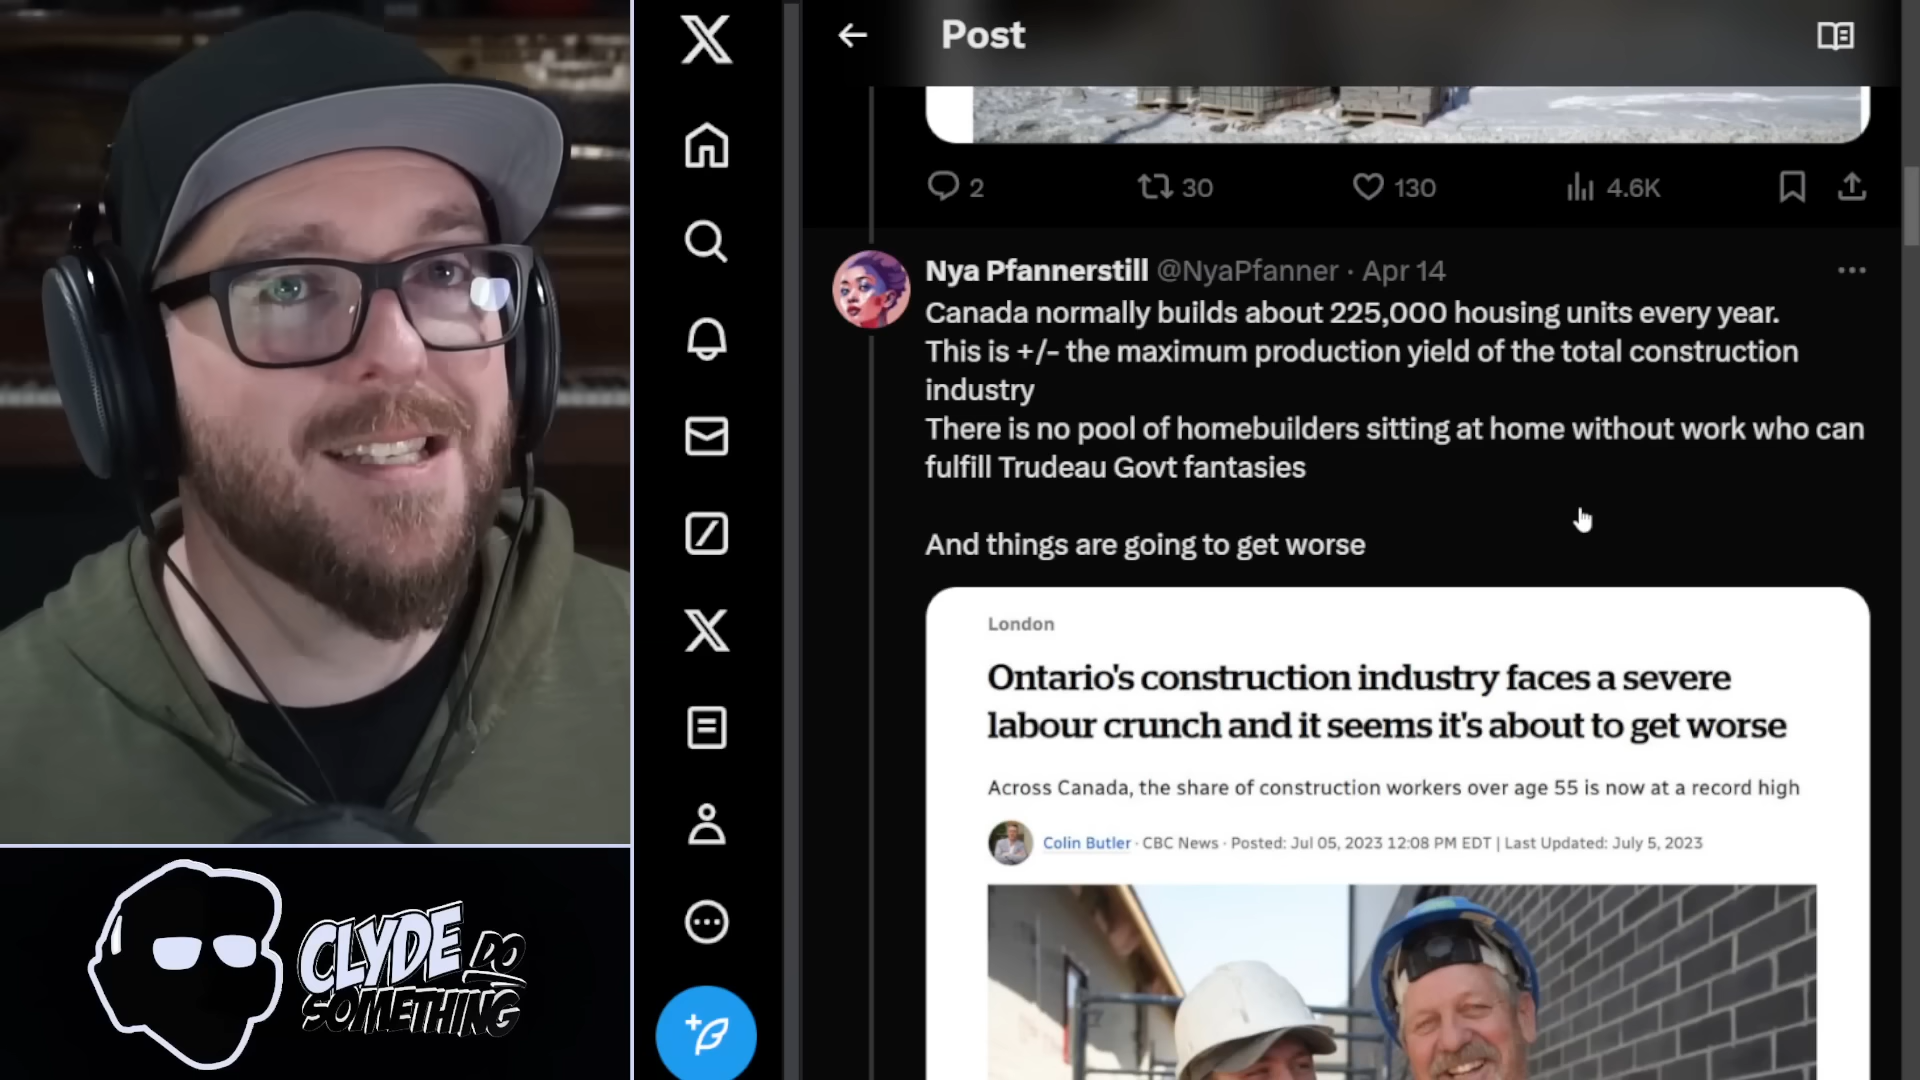 Post
2
30
130
4.6K
Nya Pfannerstill @NyaPfanner · Apr 14
Canada normally builds about 225,000 housing units every year.
This is +/- the maximum production yield of the total construction
industry
There is no pool of homebuilders sitting at home without work who can
fulfill Trudeau Govt fantasies
And things are going to get worse
London
Ontario's construction industry faces a severe
labour crunch and it seems it's about to get worse
Across Canada, the share of construction workers over age 55 is now at a record high
Colin Butler · CBC News · Posted: Jul 05, 2023 12:08 PM EDT | Last Updated: July 5, 2023
CLYDE DO
SOMETHING